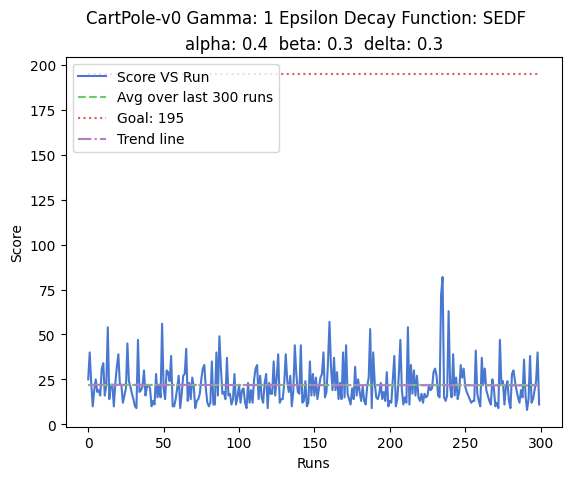 CartPole-v0 Gamma: 1 Epsilon Decay Function: SEDF
alpha: 0.4 beta: 0.3 delta: 0.3
Score VS Run
Avg over last 300 runs
Goal: 195
Trend line
Score
200
175
150
125
100
75
50
25
0
0 50 100 150 200 250 300
Runs